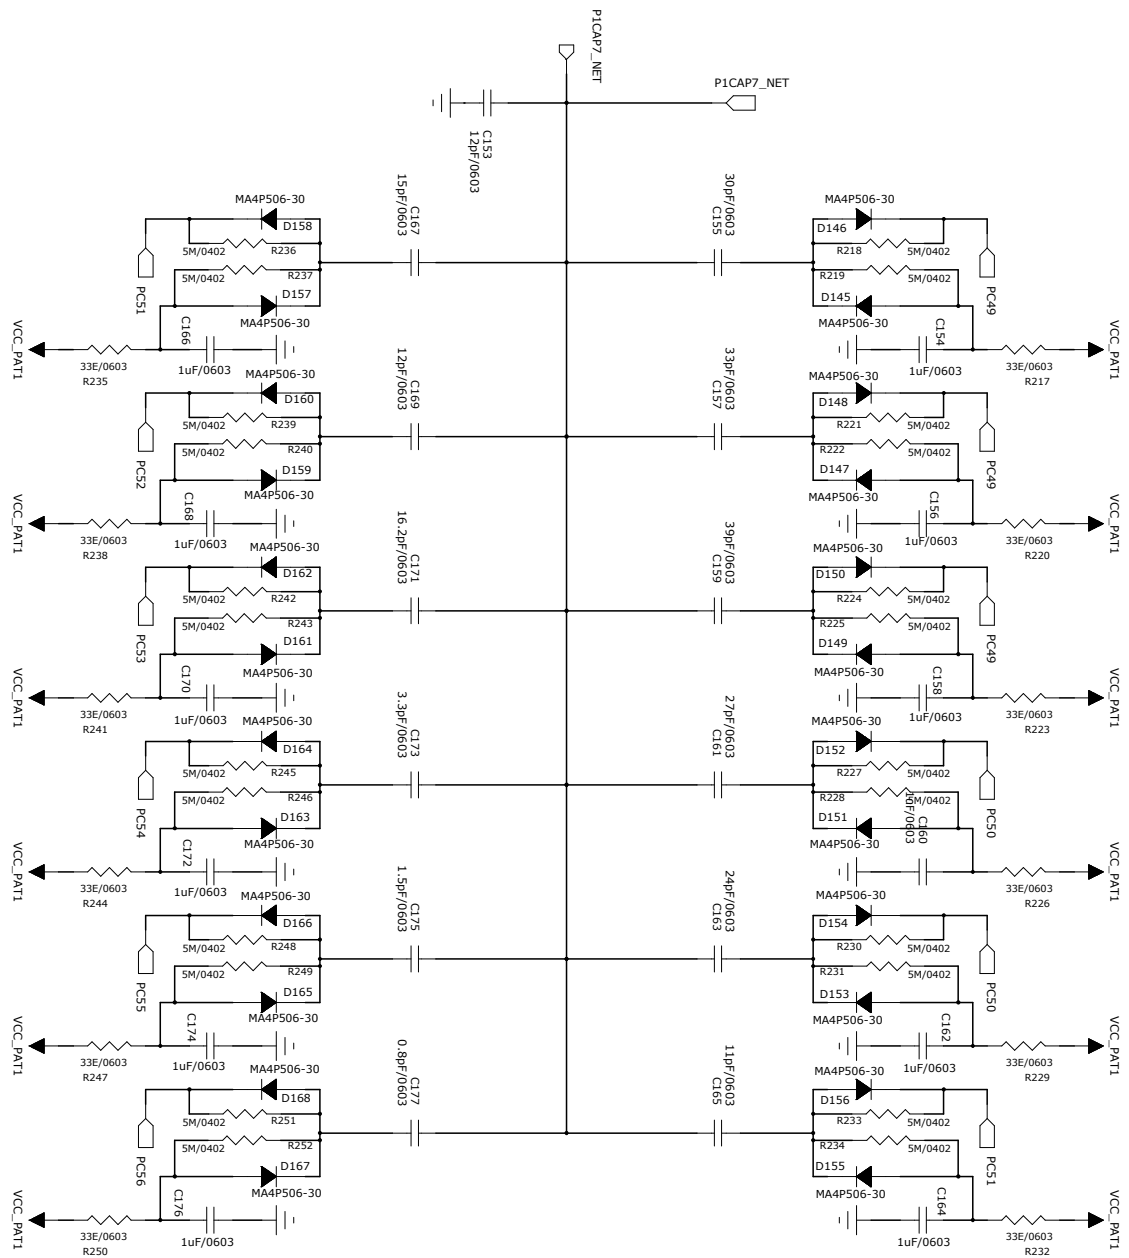 P1CAP7_NET
P1CAP7_NET
C153
12pF/0603
MA4P506-30
D158
5M/0402
R236
R237
5M/0402
D157
MA4P506-30
PC51
C166
1uF/0603
33E/0603
R235
VCC_PAT1
C167
15pF/0603
C155
30pF/0603
MA4P506-30
D146
R218
5M/0402
R219
5M/0402
D145
MA4P506-30
PC49
C154
1uF/0603
33E/0603
R217
VCC_PAT1
MA4P506-30
D160
R239
5M/0402
R240
5M/0402
D159
MA4P506-30
PC52
C168
1uF/0603
33E/0603
R238
VCC_PAT1
C169
12pF/0603
C157
33pF/0603
MA4P506-30
D148
R221
5M/0402
R222
5M/0402
D147
MA4P506-30
PC49
C156
1uF/0603
33E/0603
R220
VCC_PAT1
MA4P506-30
D162
R242
5M/0402
R243
5M/0402
D161
MA4P506-30
PC53
C170
1uF/0603
33E/0603
R241
VCC_PAT1
C171
16.2pF/0603
C159
39pF/0603
MA4P506-30
D150
R224
5M/0402
R225
5M/0402
D149
MA4P506-30
PC49
C158
1uF/0603
33E/0603
R223
VCC_PAT1
MA4P506-30
D164
R245
5M/0402
R246
5M/0402
D163
MA4P506-30
PC54
C172
1uF/0603
33E/0603
R244
VCC_PAT1
C173
3.3pF/0603
C161
27pF/0603
MA4P506-30
D152
R227
5M/0402
R228
5M/0402
D151
MA4P506-30
PC50
C160
33E/0603
R226
VCC_PAT1
MA4P506-30
D166
R248
5M/0402
R249
5M/0402
D165
MA4P506-30
PC55
C174
1uF/0603
33E/0603
R247
VCC_PAT1
C175
1.5pF/0603
C163
24pF/0603
MA4P506-30
D154
R230
5M/0402
R231
5M/0402
D153
MA4P506-30
PC50
C162
1uF/0603
33E/0603
R229
VCC_PAT1
MA4P506-30
D168
R251
5M/0402
R252
5M/0402
D167
MA4P506-30
PC56
C176
1uF/0603
33E/0603
R250
VCC_PAT1
C177
0.8pF/0603
C165
11pF/0603
MA4P506-30
D156
R233
5M/0402
R234
5M/0402
D155
MA4P506-30
PC51
C164
1uF/0603
33E/0603
R232
VCC_PAT1